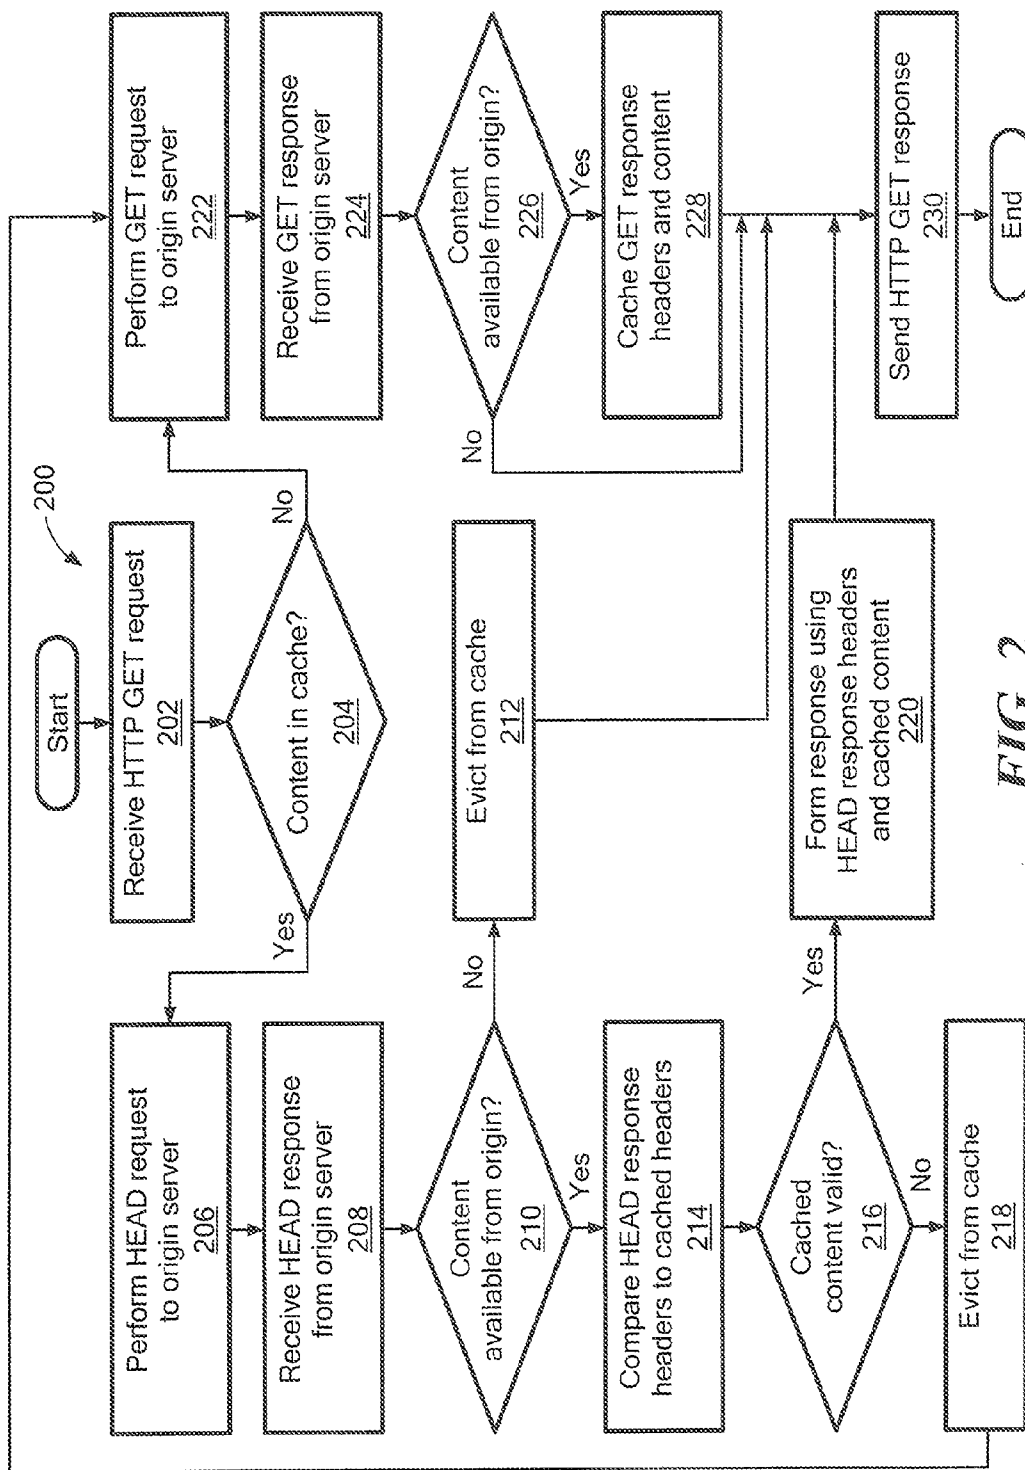 Start
200
Receive HTTP GET request
202
Content in cache?
204
Yes
No
Perform HEAD request
to origin server
206
Receive HEAD response
from origin server
208
Content
available from origin?
210
No
Yes
Evict from cache
212
Compare HEAD response
headers to cached headers
214
Cached
content valid?
216
Yes
No
Evict from cache
218
Form response using
HEAD response headers
and cached content
220
Perform GET request
to origin server
222
Receive GET response
from origin server
224
Content
available from origin?
226
No
Yes
Cache GET response
headers and content
228
Send HTTP GET response
230
End
FIG. 2